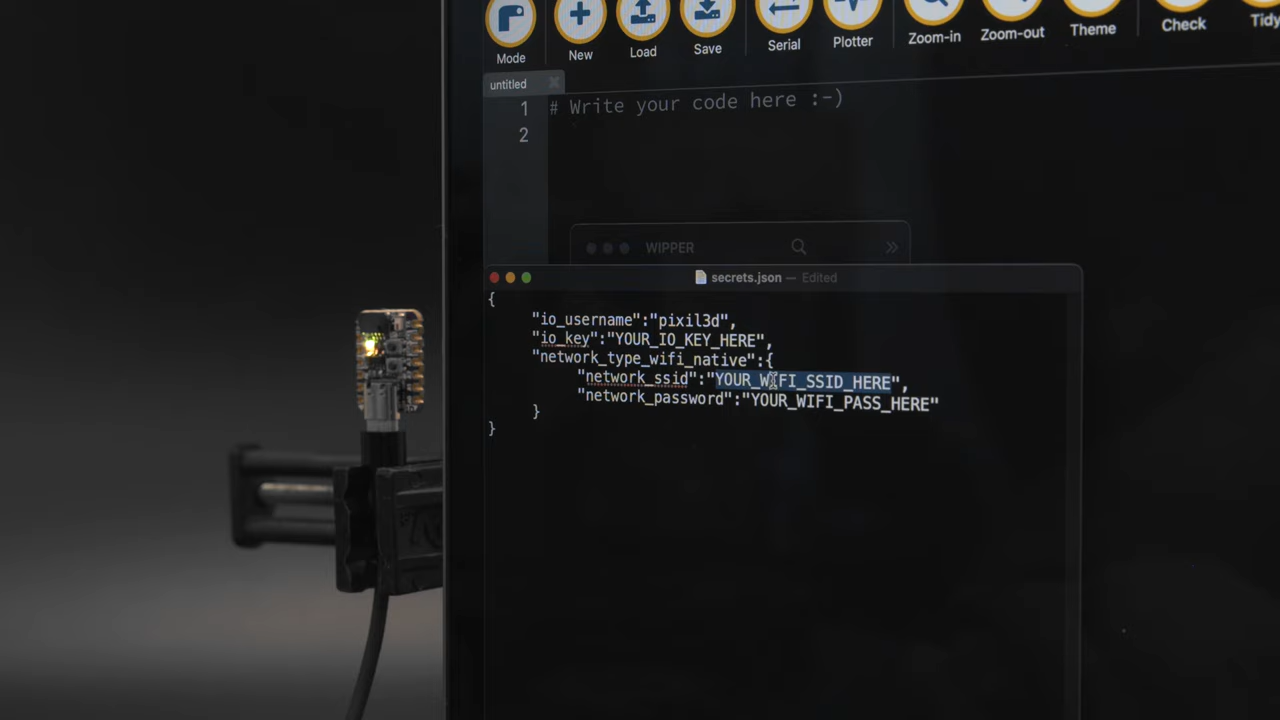 Mode New Load Save Serial Plotter Zoom-in Zoom-out Theme Check Tidy
untitled
1 # Write your code here :-)
2
WIPPER
secrets.json — Edited
{
"io_username":"pixil3d",
"io_key":"YOUR_IO_KEY_HERE",
"network_type_wifi_native":{
"network_ssid":"YOUR_WIFI_SSID_HERE",
"network_password":"YOUR_WIFI_PASS_HERE"
}
}